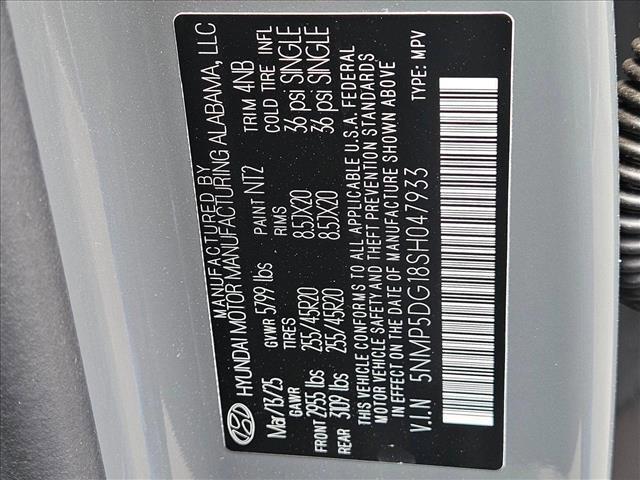 MANUFACTURED BY
HYUNDAI MOTOR MANUFACTURING ALABAMA, LLC
Mar/13/25 GVWR 5799 lbs PAINT NT2 TRIM 4NB
GAWR TIRES RIMS COLD TIRE INFL
FRONT 2955 lbs 255/45R20 8.5JX20 36 psi SINGLE
REAR 3109 lbs 255/45R20 8.5JX20 36 psi SINGLE
THIS VEHICLE CONFORMS TO ALL APPLICABLE U.S.A. FEDERAL
MOTOR VEHICLE SAFETY AND THEFT PREVENTION STANDARDS
IN EFFECT ON THE DATE OF MANUFACTURE SHOWN ABOVE
V.I.N 5NMP5DG18SH047933 TYPE: MPV